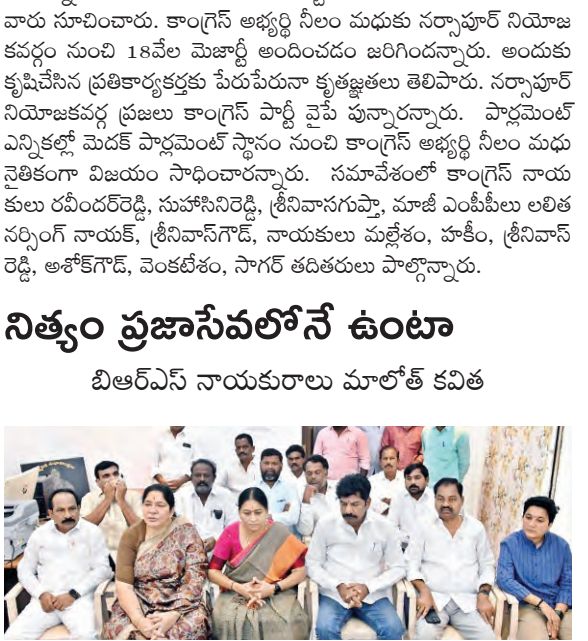 వారు సూచించారు. కాంగ్రెస్ అభ్యర్థి నీలం మధుకు నర్సాపూర్ నియోజ
కవర్గం నుంచి 18వేల మెజార్టీ అందించడం జరిగిందన్నారు. అందుకు
కృషిచేసిన ప్రతికార్యకర్తకు పేరుపేరునా కృతజ్ఞతలు తెలిపారు. నర్సాపూర్
నియోజకవర్గ ప్రజలు కాంగ్రెస్ పార్టీ వైపే పున్నారన్నారు. పార్లమెంట్
ఎన్నికల్లో మెదక్ పార్లమెంట్ స్థానం నుంచి కాంగ్రెస్ అభ్యర్థి నీలం మధు
నైతికంగా విజయం సాధించారన్నారు. సమావేశంలో కాంగ్రెస్ నాయ
కులు రవీందర్‌రెడ్డి, సుహాసినిరెడ్డి, శ్రీనివాసగుప్తా, మాజీ ఎంపీపీలు లలిత
నర్సింగ్ నాయక్, శ్రీనివాస్‌గౌడ్, నాయకులు మల్లేశం, హకీం, శ్రీనివాస్
రెడ్డి, అశోక్‌గౌడ్, వెంకటేశం, సాగర్ తదితరులు పాల్గొన్నారు.
నిత్యం ప్రజాసేవలోనే ఉంటా
బిఆర్ఎస్ నాయకురాలు మాలోత్ కవిత